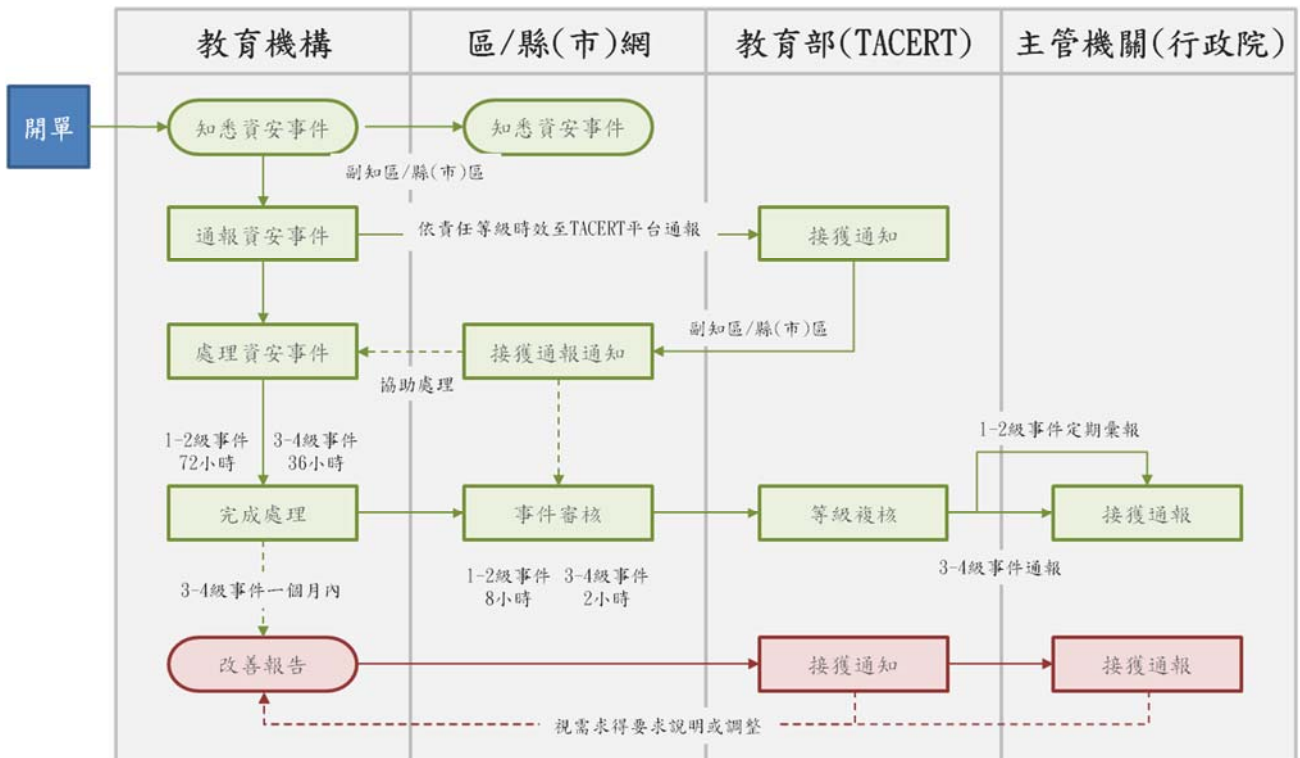 教育機構
區/縣(市)網
教育部(TACERT)
主管機關(行政院)
開單
知悉資安事件
知悉資安事件
副知區/縣(市)區
通報資安事件
依責任等級時效至TACERT平台通報
接獲通知
處理資安事件
接獲通報通知
副知區/縣(市)區
協助處理
1-2級事件
72小時
3-4級事件
36小時
1-2級事件定期彙報
完成處理
事件審核
等級複核
接獲通報
3-4級事件一個月內
1-2級事件
8小時
3-4級事件
2小時
3-4級事件通報
改善報告
接獲通知
接獲通報
視需求得要求說明或調整